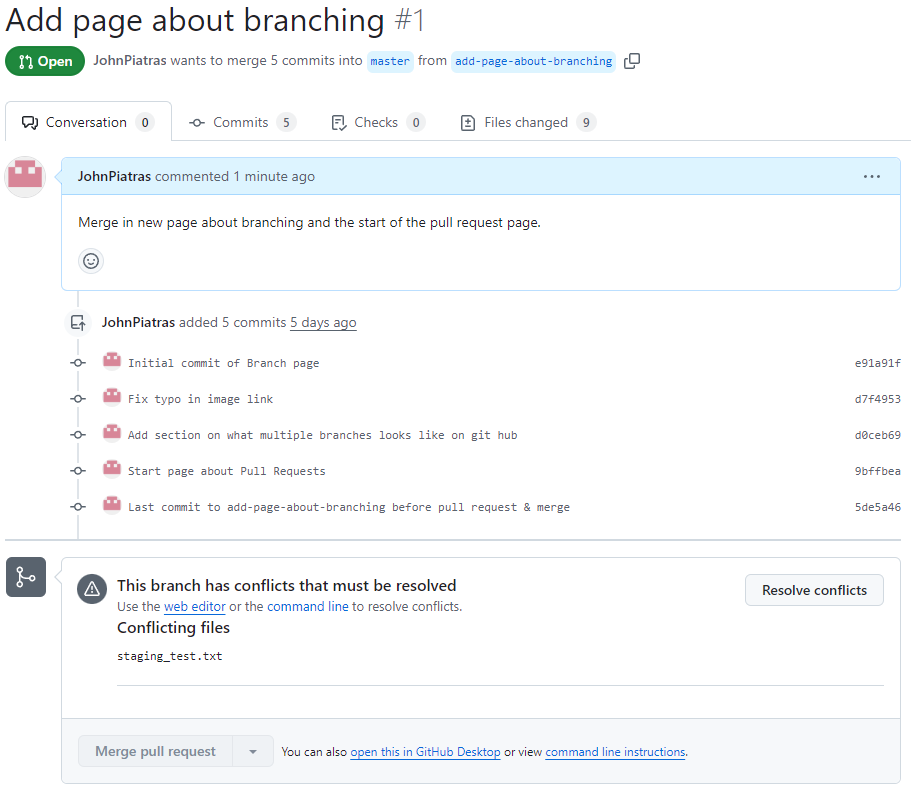 Add page about branching #1
Open JohnPiatras wants to merge 5 commits into master from add-page-about-branching
Conversation 0 Commits 5 Checks 0 Files changed 9
JohnPiatras commented 1 minute ago
Merge in new page about branching and the start of the pull request page.
JohnPiatras added 5 commits 5 days ago
Initial commit of Branch page e91a91f
Fix typo in image link d7f4953
Add section on what multiple branches looks like on git hub d0ceb69
Start page about Pull Requests 9bffbea
Last commit to add-page-about-branching before pull request & merge 5de5a46
This branch has conflicts that must be resolved
Use the web editor or the command line to resolve conflicts.
Resolve conflicts
Conflicting files
staging_test.txt
Merge pull request You can also open this in GitHub Desktop or view command line instructions.